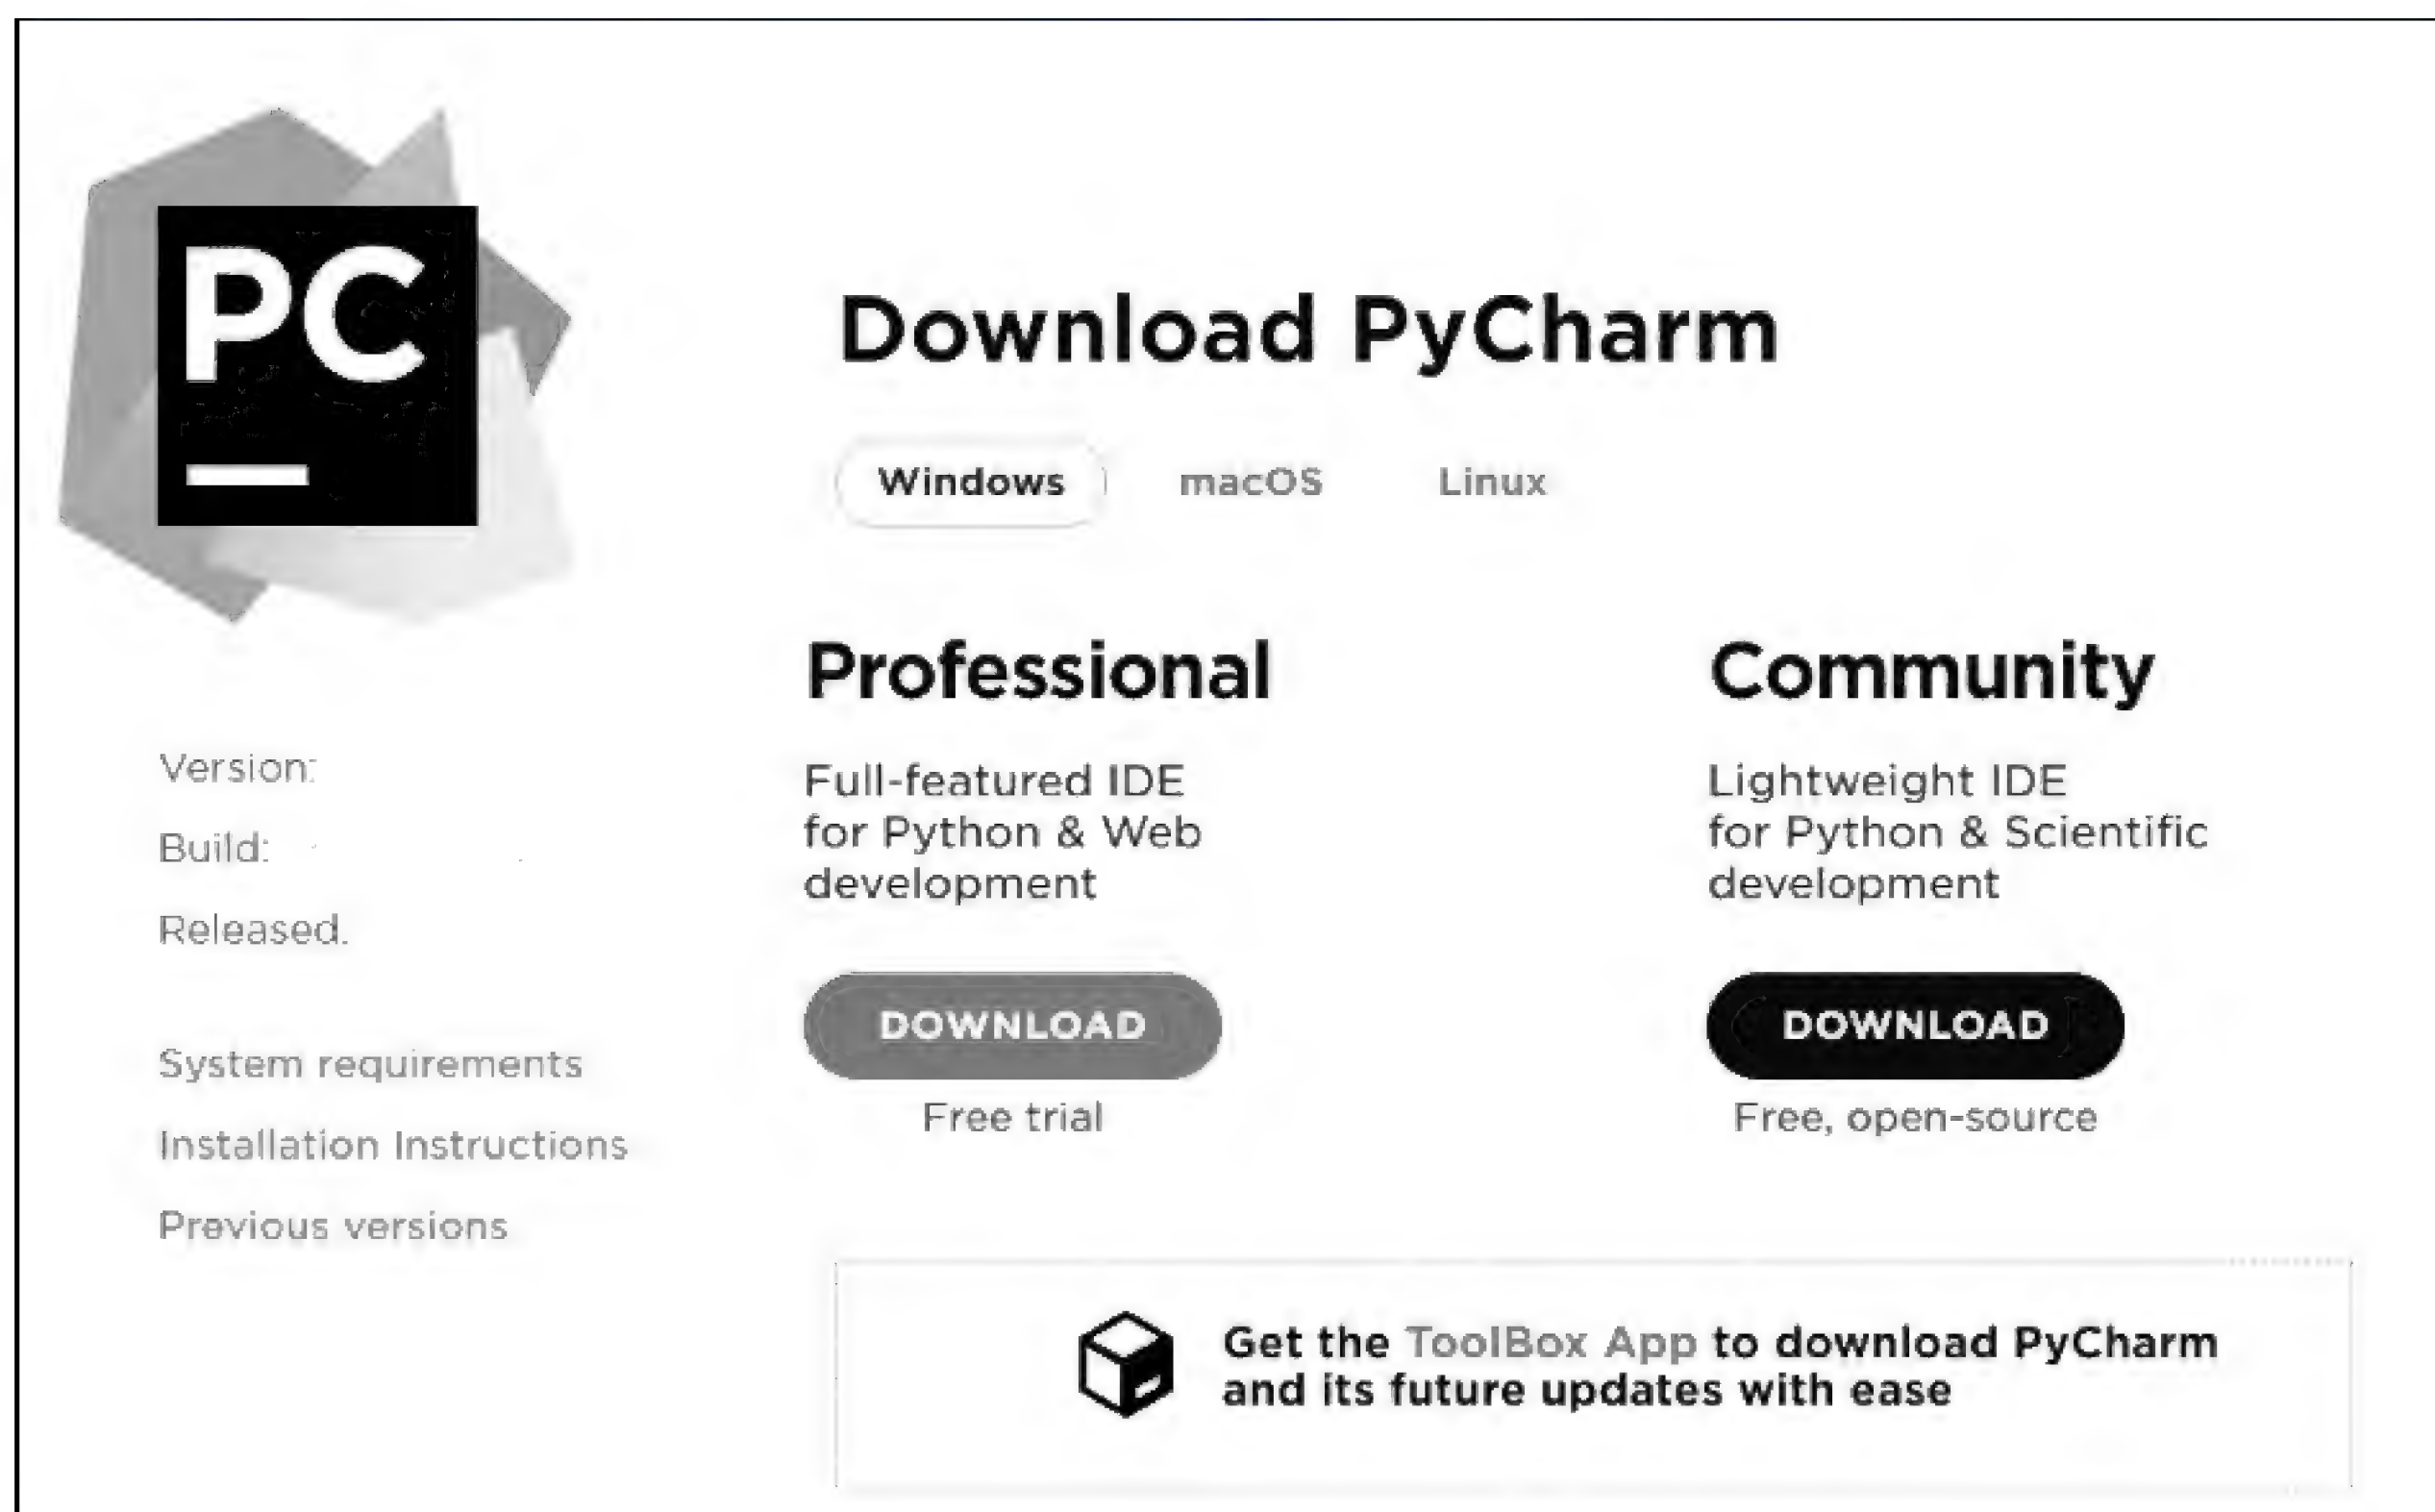 PC
Download PyCharm
Windows macOS Linux
Professional
Full-featured IDE
for Python & Web
development
DOWNLOAD
Free trial
Community
Lightweight IDE
for Python & Scientific
development
DOWNLOAD
Free, open-source
Version:
Build:
Released.
System requirements
Installation Instructions
Previous versions
Get the ToolBox App to download PyCharm
and its future updates with ease